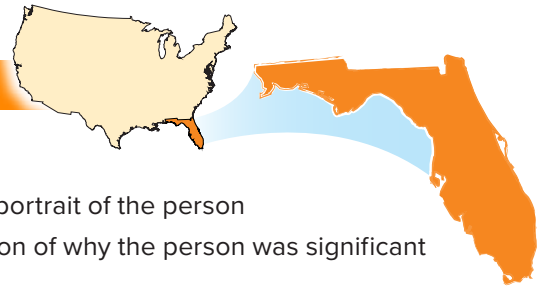 portrait of the person
on of why the person was significant